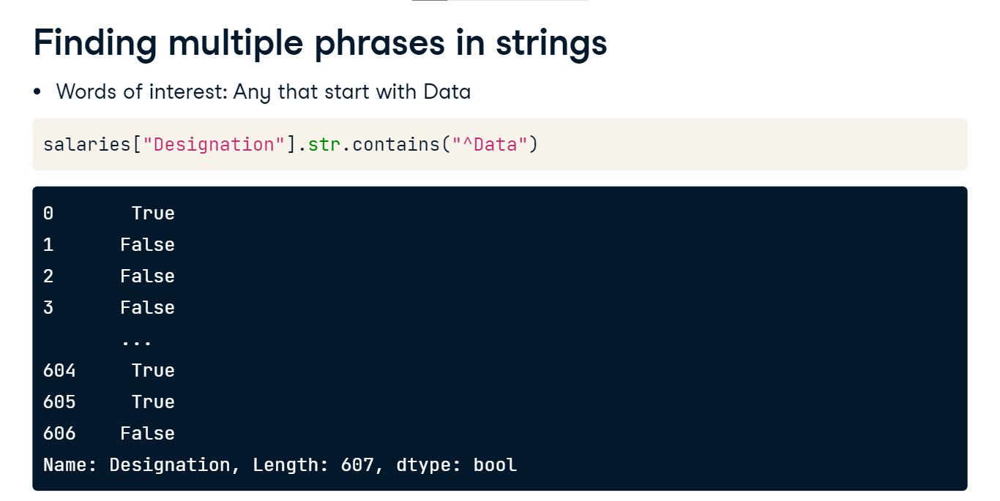 Finding multiple phrases in strings
• Words of interest: Any that start with Data
salaries["Designation"].str.contains("^Data")
0       True
1      False
2      False
3      False
       ...
604     True
605     True
606    False
Name: Designation, Length: 607, dtype: bool